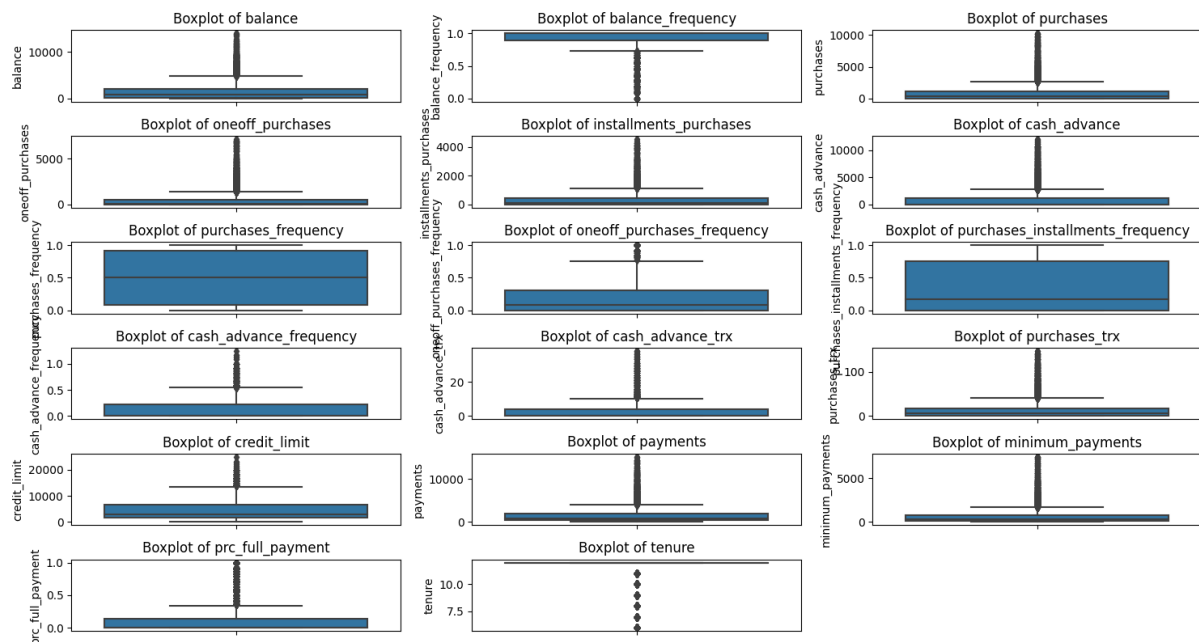 Boxplot of balance
balance
10000
0
Boxplot of balance_frequency
balance_frequency
1.0
0.5
0.0
Boxplot of purchases
purchases
10000
5000
0
Boxplot of oneoff_purchases
oneoff_purchases
5000
0
Boxplot of installments_purchases
installments_purchases
4000
2000
0
Boxplot of cash_advance
cash_advance
10000
5000
0
Boxplot of purchases_frequency
purchases_frequency
1.0
0.5
0.0
Boxplot of oneoff_purchases_frequency
oneoff_purchases_frequency
1.0
0.5
0.0
Boxplot of purchases_installments_frequency
purchases_installments_frequency
1.0
0.5
0.0
Boxplot of cash_advance_frequency
cash_advance_frequency
1.0
0.5
0.0
Boxplot of cash_advance_trx
cash_advance_trx
20
0
Boxplot of purchases_trx
purchases_trx
100
0
Boxplot of credit_limit
credit_limit
20000
10000
0
Boxplot of payments
payments
10000
0
Boxplot of minimum_payments
minimum_payments
5000
0
Boxplot of prc_full_payment
prc_full_payment
1.0
0.5
0.0
Boxplot of tenure
tenure
10.0
7.5